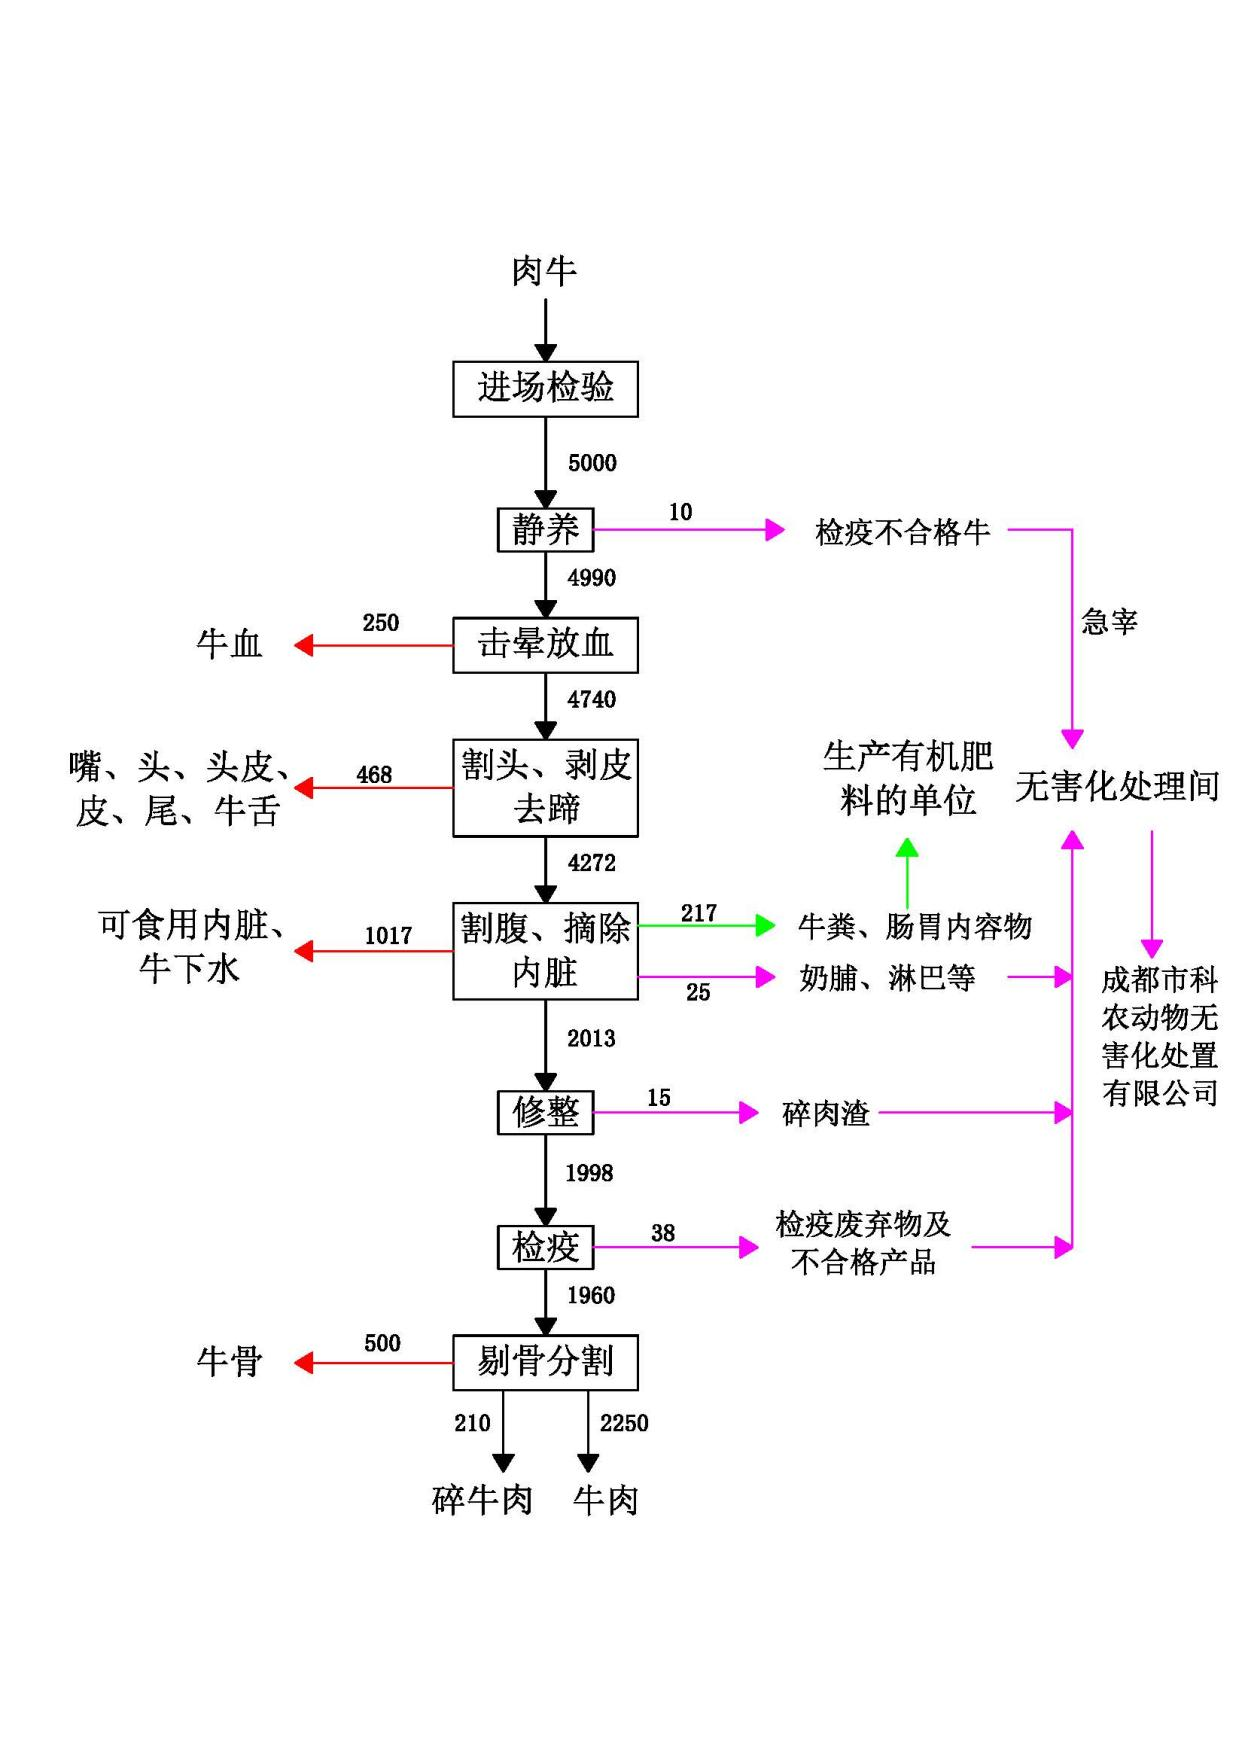 肉牛
进场检验
5000
静养
10
检疫不合格牛
4990
急宰
牛血
250
击晕放血
4740
嘴、头、头皮、
皮、尾、牛舌
468
割头、剥皮
去蹄
生产有机肥
料的单位
无害化处理间
4272
可食用内脏、
牛下水
1017
割腹、摘除
内脏
217
牛粪、肠胃内容物
25
奶脯、淋巴等
成都市科
农动物无
害化处置
有限公司
2013
修整
15
碎肉渣
1998
检疫
38
检疫废弃物及
不合格产品
1960
牛骨
500
剔骨分割
210
2250
碎牛肉
牛肉